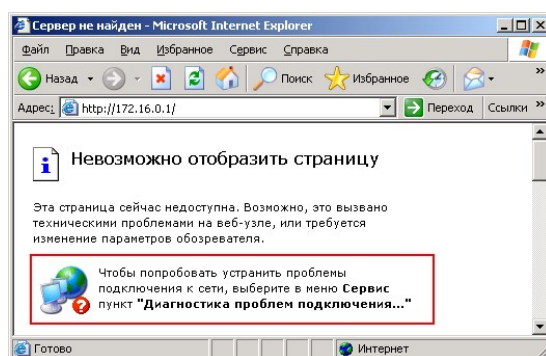 Сервер не найден - Microsoft Internet Explorer
Файл Правка Вид Избранное Сервис Справка
Назад Поиск Избранное »
Адрес: http://172.16.0.1/ Переход Ссылки »
Невозможно отобразить страницу
Эта страница сейчас недоступна. Возможно, это вызвано
техническими проблемами на веб-узле, или требуется
изменение параметров обозревателя.
Чтобы попробовать устранить проблемы
подключения к сети, выберите в меню Сервис
пункт "Диагностика проблем подключения..."
Готово Интернет